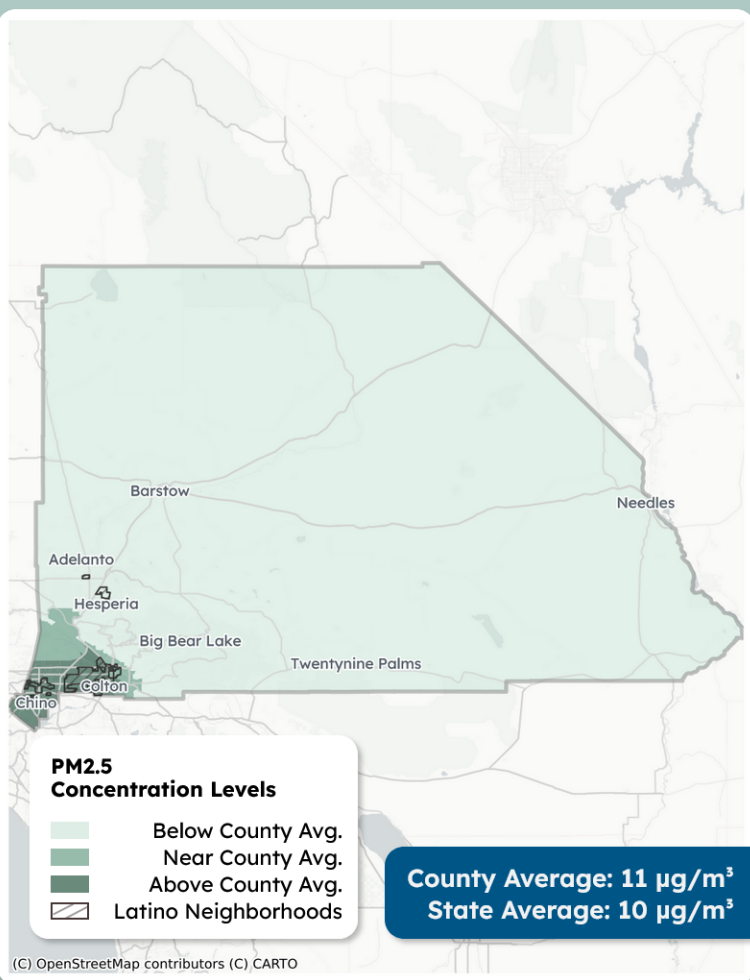 Barstow
Needles
Adelanto
Hesperia
Big Bear Lake
Twentynine Palms
Colton
Chino
PM2.5
Concentration Levels
Below County Avg.
Near County Avg.
Above County Avg.
Latino Neighborhoods
County Average: 11 µg/m³
State Average: 10 µg/m³
(C) OpenStreetMap contributors (C) CARTO